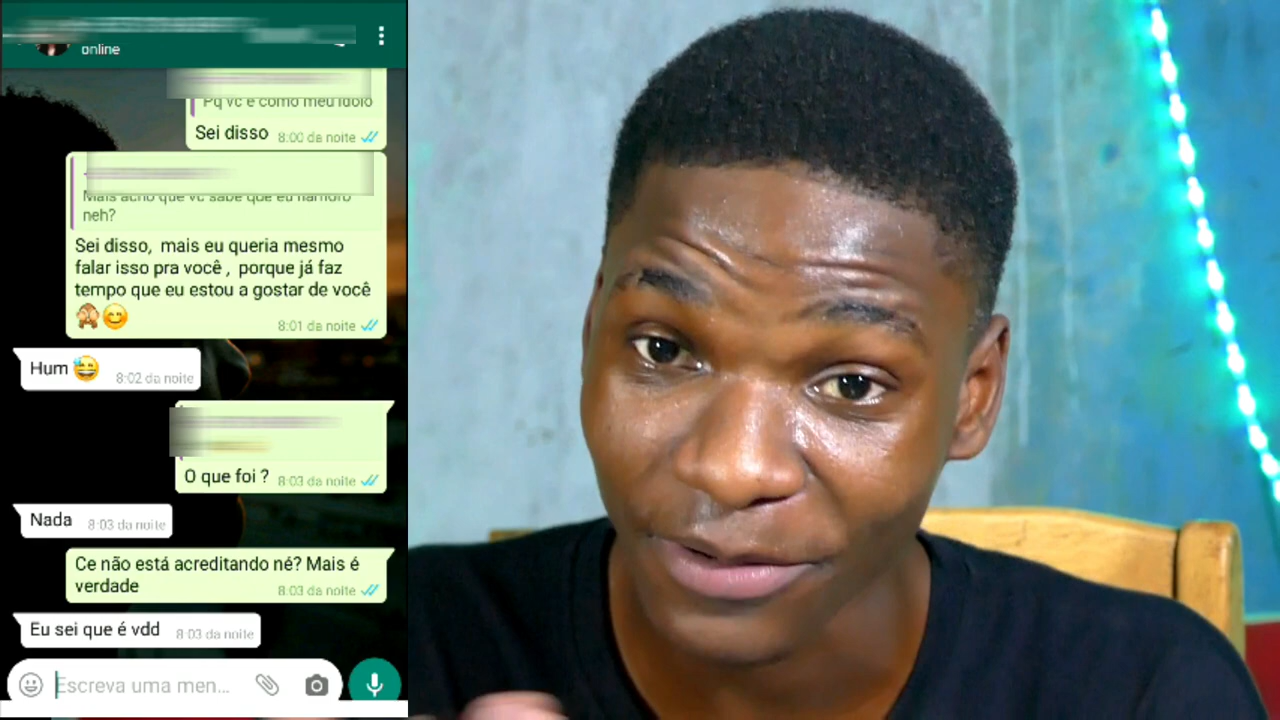 online
Pq vc é como meu ídolo
Sei disso 8:00 da noite
Mais acho que vc sabe que eu namoro
neh?
Sei disso, mais eu queria mesmo
falar isso pra você , porque já faz
tempo que eu estou a gostar de você
🙈😊
8:01 da noite
Hum 😅 8:02 da noite
O que foi ? 8:03 da noite
Nada 8:03 da noite
Ce não está acreditando né? Mais é
verdade 8:03 da noite
Eu sei que é vdd 8:03 da noite
Escreva uma men...